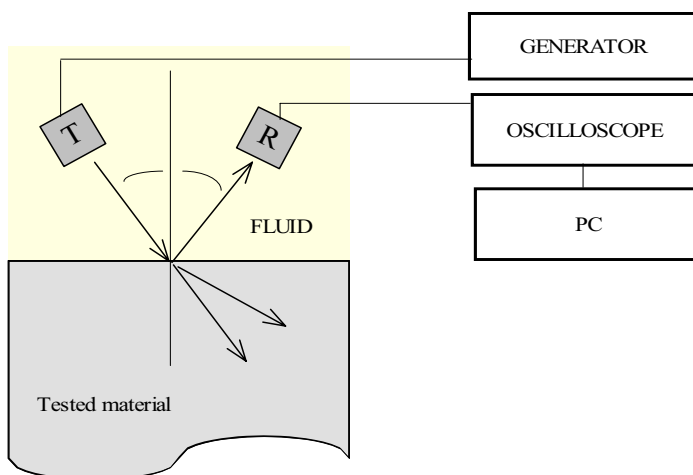 GENERATOR
T
R
OSCILLOSCOPE
FLUID
PC
Tested material